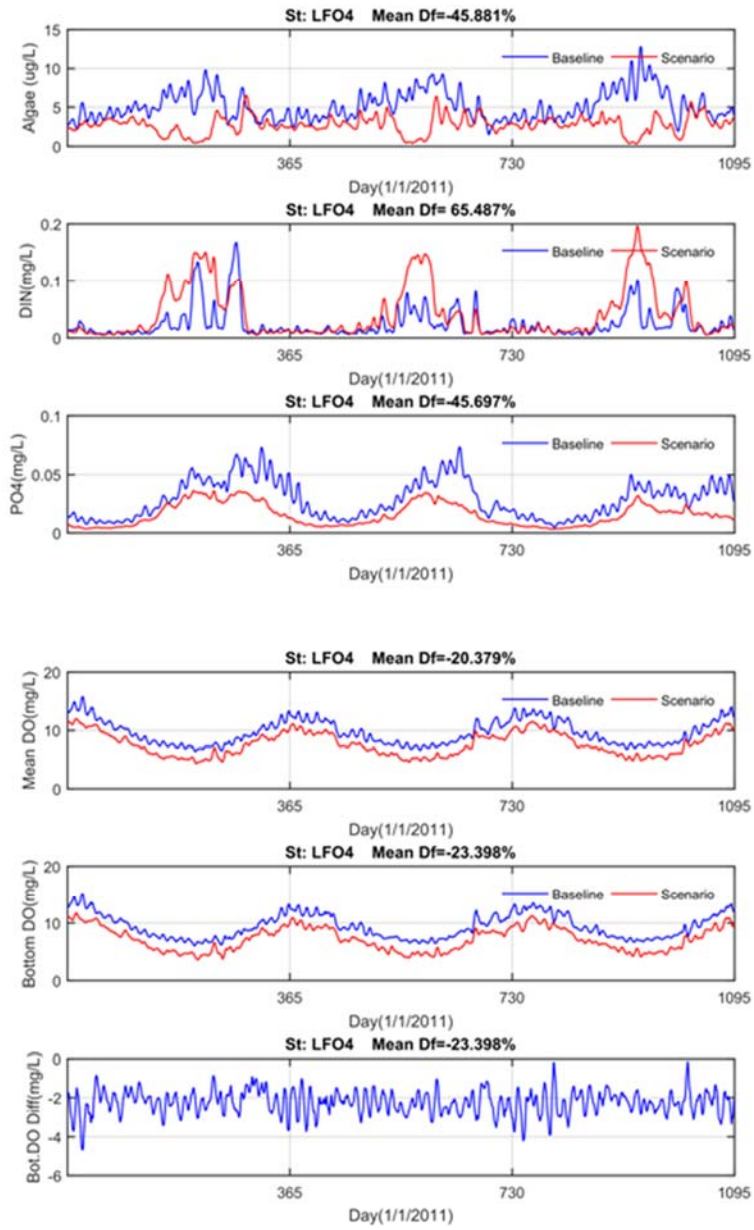 St: LFO4 Mean Df=-45.881%
15
10
5
0
Algae (ug/L)
Baseline Scenario
365 730 1095
Day(1/1/2011)
St: LFO4 Mean Df= 65.487%
0.2
0.1
0
DIN(mg/L)
Baseline Scenario
365 730 1095
Day(1/1/2011)
St: LFO4 Mean Df=-45.697%
0.1
0.05
0
PO4(mg/L)
Baseline Scenario
365 730 1095
Day(1/1/2011)
St: LFO4 Mean Df=-20.379%
20
10
0
Mean DO(mg/L)
Baseline Scenario
365 730 1095
Day(1/1/2011)
St: LFO4 Mean Df=-23.398%
20
10
0
Bottom DO(mg/L)
Baseline Scenario
365 730 1095
Day(1/1/2011)
St: LFO4 Mean Df=-23.398%
0
-2
-4
-6
Bot.DO Diff(mg/L)
365 730 1095
Day(1/1/2011)